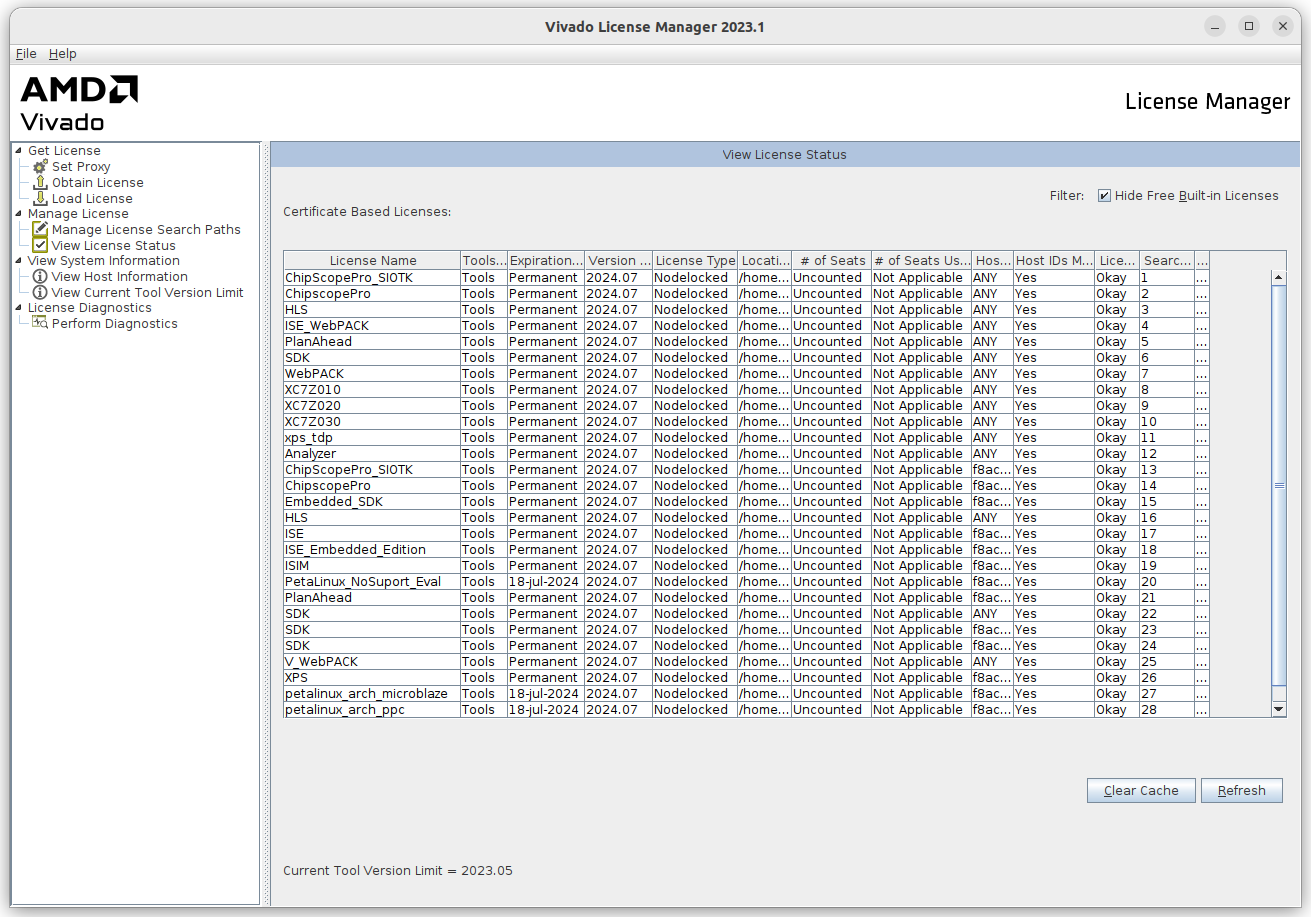 Vivado License Manager 2023.1
File Help
AMD
Vivado
License Manager
Get License
Set Proxy
Obtain License
Load License
Manage License
Manage License Search Paths
View License Status
View System Information
View Host Information
View Current Tool Version Limit
License Diagnostics
Perform Diagnostics
View License Status
Filter: Hide Free Built-in Licenses
Certificate Based Licenses:
License Name Tools... Expiration... Version ... License Type Locati... # of Seats # of Seats Us... Hos... Host IDs M... Lice... Searc... ...
ChipScopePro_SIOTK Tools Permanent 2024.07 Nodelocked /home... Uncounted Not Applicable ANY Yes Okay 1 ...
ChipscopePro Tools Permanent 2024.07 Nodelocked /home... Uncounted Not Applicable ANY Yes Okay 2 ...
HLS Tools Permanent 2024.07 Nodelocked /home... Uncounted Not Applicable ANY Yes Okay 3 ...
ISE_WebPACK Tools Permanent 2024.07 Nodelocked /home... Uncounted Not Applicable ANY Yes Okay 4 ...
PlanAhead Tools Permanent 2024.07 Nodelocked /home... Uncounted Not Applicable ANY Yes Okay 5 ...
SDK Tools Permanent 2024.07 Nodelocked /home... Uncounted Not Applicable ANY Yes Okay 6 ...
WebPACK Tools Permanent 2024.07 Nodelocked /home... Uncounted Not Applicable ANY Yes Okay 7 ...
XC7Z010 Tools Permanent 2024.07 Nodelocked /home... Uncounted Not Applicable ANY Yes Okay 8 ...
XC7Z020 Tools Permanent 2024.07 Nodelocked /home... Uncounted Not Applicable ANY Yes Okay 9 ...
XC7Z030 Tools Permanent 2024.07 Nodelocked /home... Uncounted Not Applicable ANY Yes Okay 10 ...
xps_tdp Tools Permanent 2024.07 Nodelocked /home... Uncounted Not Applicable ANY Yes Okay 11 ...
Analyzer Tools Permanent 2024.07 Nodelocked /home... Uncounted Not Applicable ANY Yes Okay 12 ...
ChipScopePro_SIOTK Tools Permanent 2024.07 Nodelocked /home... Uncounted Not Applicable f8ac... Yes Okay 13 ...
ChipscopePro Tools Permanent 2024.07 Nodelocked /home... Uncounted Not Applicable f8ac... Yes Okay 14 ...
Embedded_SDK Tools Permanent 2024.07 Nodelocked /home... Uncounted Not Applicable f8ac... Yes Okay 15 ...
HLS Tools Permanent 2024.07 Nodelocked /home... Uncounted Not Applicable ANY Yes Okay 16 ...
ISE Tools Permanent 2024.07 Nodelocked /home... Uncounted Not Applicable f8ac... Yes Okay 17 ...
ISE_Embedded_Edition Tools Permanent 2024.07 Nodelocked /home... Uncounted Not Applicable f8ac... Yes Okay 18 ...
ISIM Tools Permanent 2024.07 Nodelocked /home... Uncounted Not Applicable f8ac... Yes Okay 19 ...
PetaLinux_NoSuport_Eval Tools 18-jul-2024 2024.07 Nodelocked /home... Uncounted Not Applicable f8ac... Yes Okay 20 ...
PlanAhead Tools Permanent 2024.07 Nodelocked /home... Uncounted Not Applicable f8ac... Yes Okay 21 ...
SDK Tools Permanent 2024.07 Nodelocked /home... Uncounted Not Applicable ANY Yes Okay 22 ...
SDK Tools Permanent 2024.07 Nodelocked /home... Uncounted Not Applicable f8ac... Yes Okay 23 ...
SDK Tools Permanent 2024.07 Nodelocked /home... Uncounted Not Applicable f8ac... Yes Okay 24 ...
V_WebPACK Tools Permanent 2024.07 Nodelocked /home... Uncounted Not Applicable ANY Yes Okay 25 ...
XPS Tools Permanent 2024.07 Nodelocked /home... Uncounted Not Applicable f8ac... Yes Okay 26 ...
petalinux_arch_microblaze Tools 18-jul-2024 2024.07 Nodelocked /home... Uncounted Not Applicable f8ac... Yes Okay 27 ...
petalinux_arch_ppc Tools 18-jul-2024 2024.07 Nodelocked /home... Uncounted Not Applicable f8ac... Yes Okay 28 ...
Clear Cache Refresh
Current Tool Version Limit = 2023.05